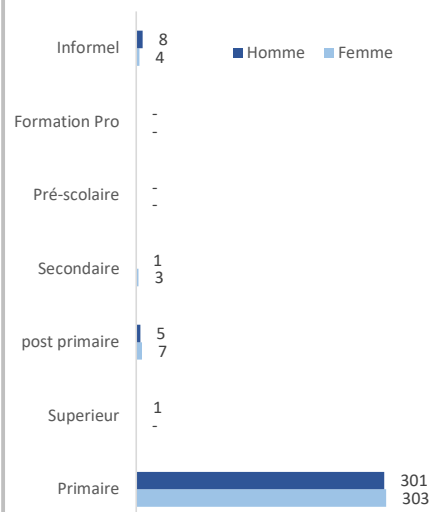 Informel 8
4
Homme Femme
Formation Pro -
-
Pré-scolaire -
-
Secondaire 1
3
post primaire 5
7
Superieur 1
-
Primaire 301
303